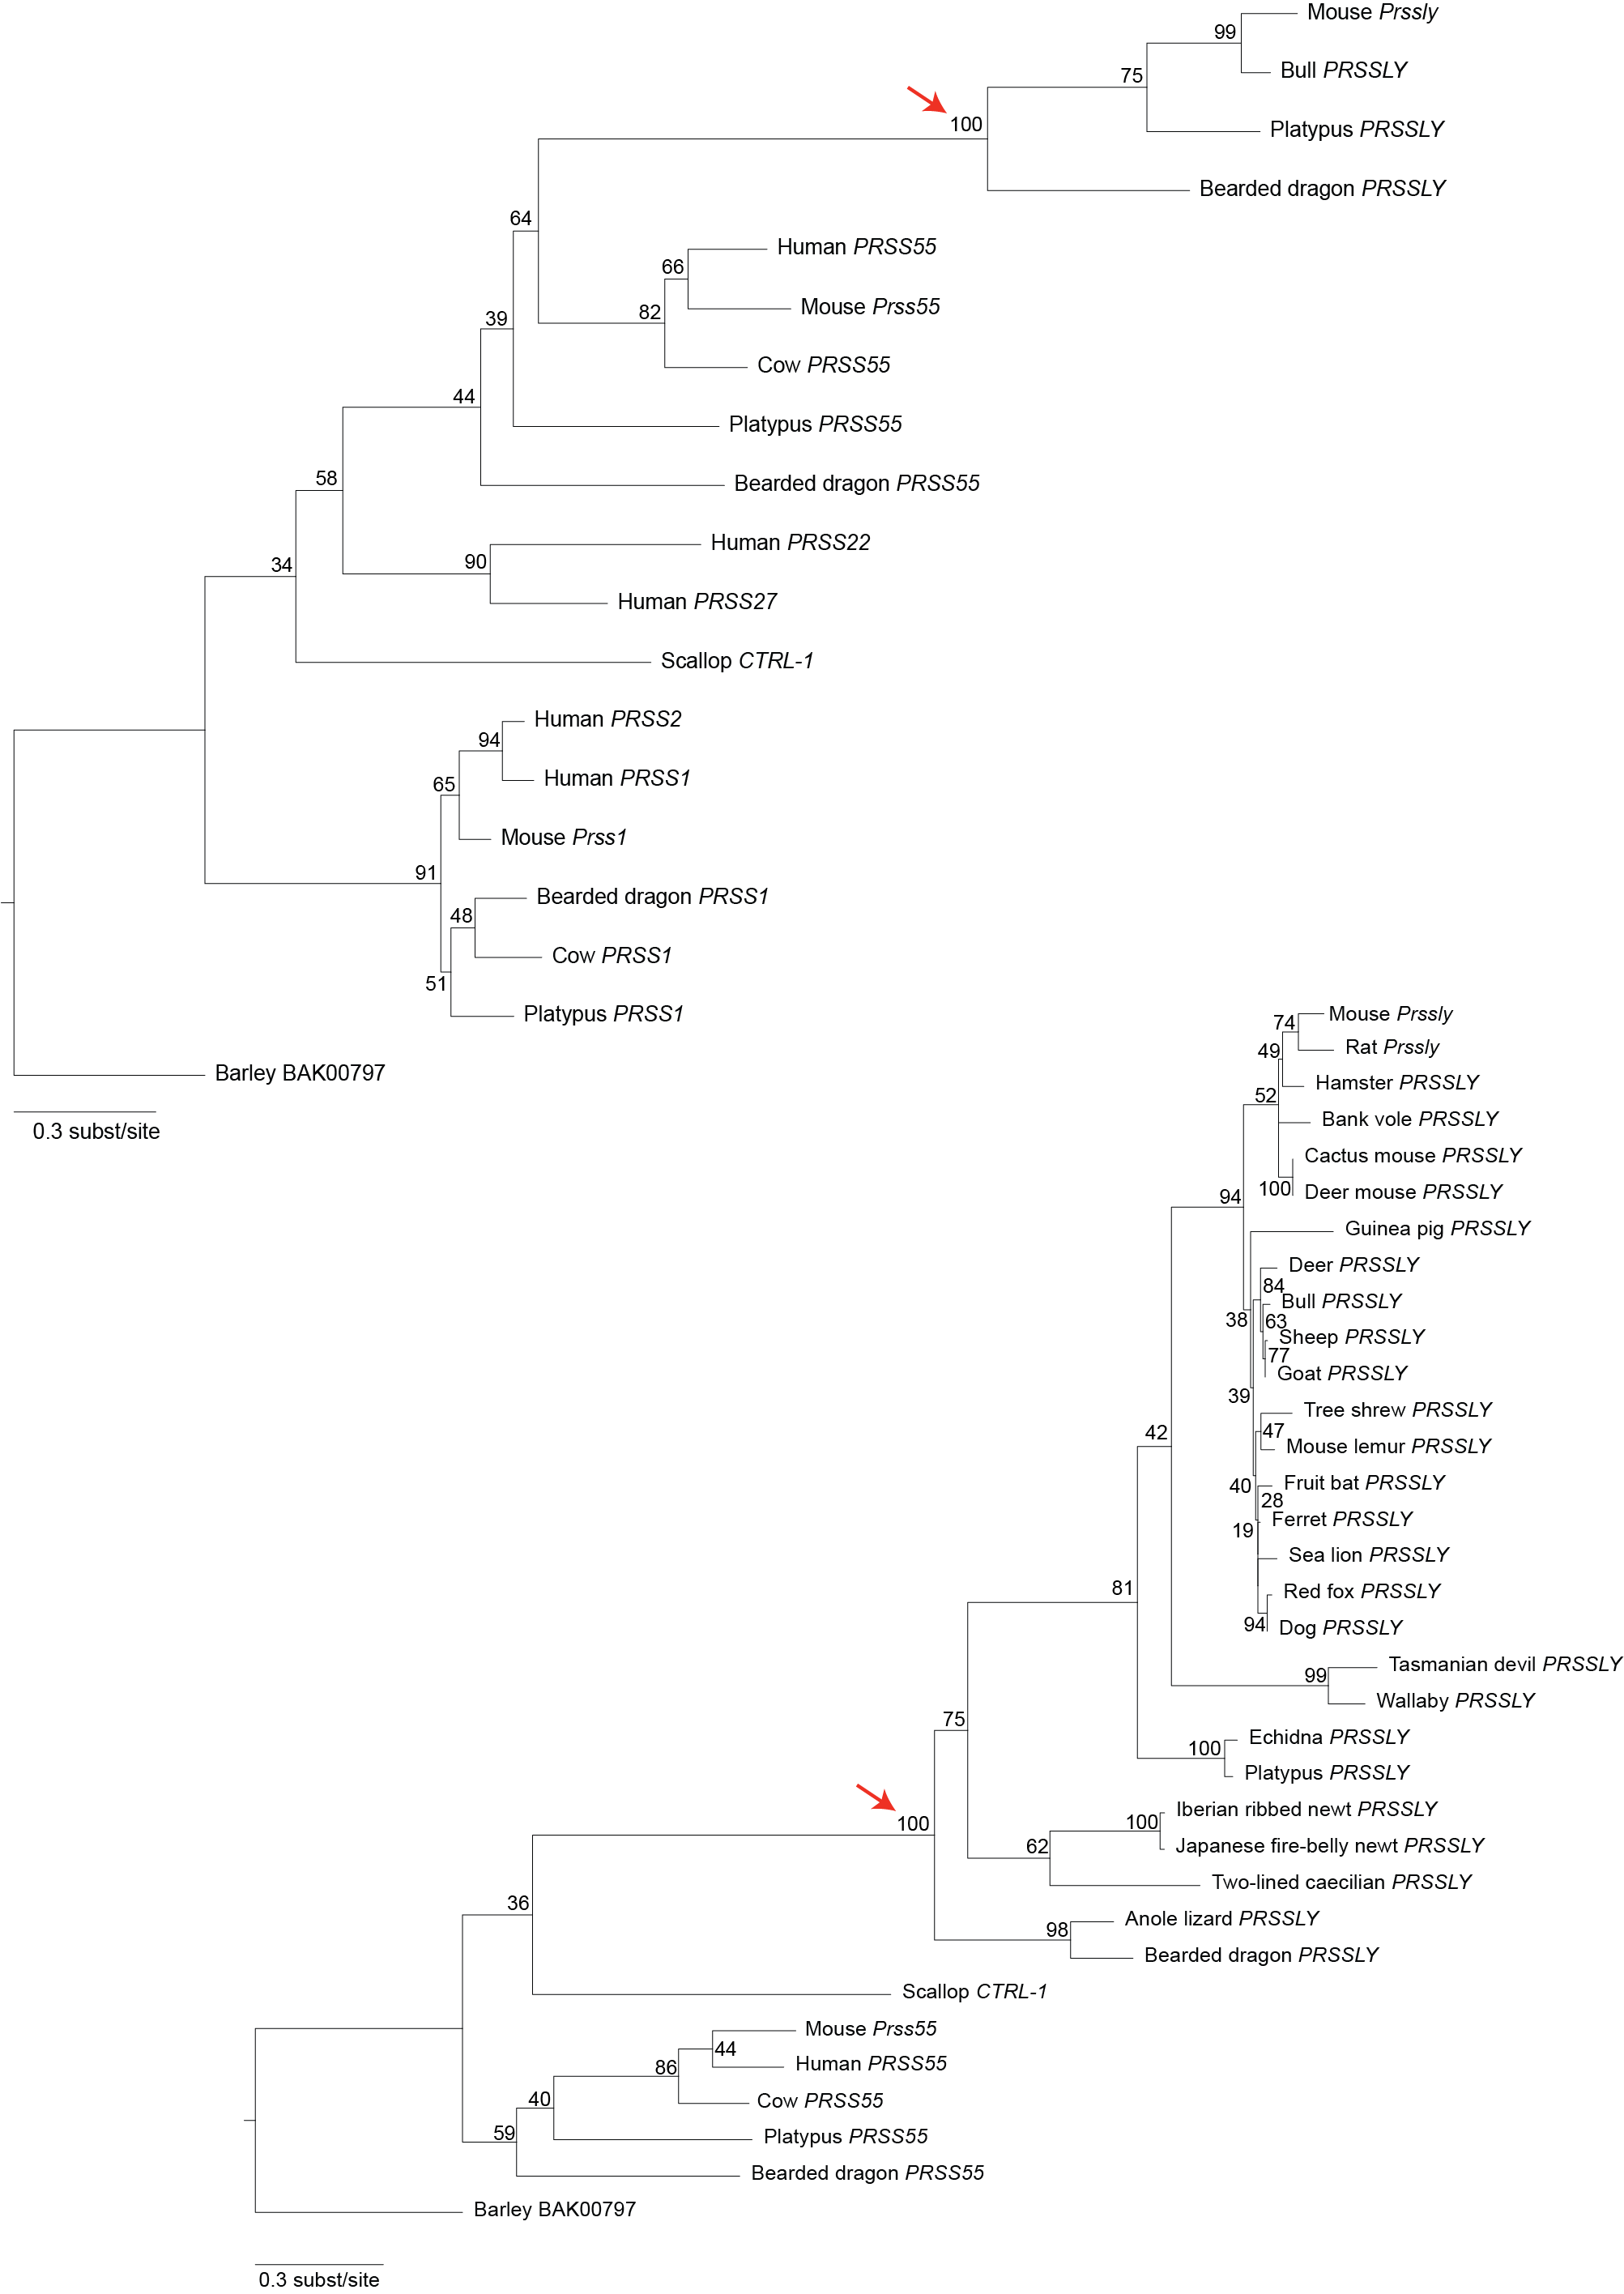 Mouse Prssly
99
Bull PRSSLY
75
Platypus PRSSLY
100
Bearded dragon PRSSLY
64
Human PRSS55
66
Mouse Prss55
82
39
Cow PRSS55
44
Platypus PRSS55
58
Bearded dragon PRSS55
Human PRSS22
90
34
Human PRSS27
Scallop CTRL-1
Human PRSS2
94
Human PRSS1
65
Mouse Prss1
91
Bearded dragon PRSS1
48
Cow PRSS1
51
Platypus PRSS1
Barley BAK00797
0.3 subst/site
Mouse Prssly
74
Rat Prssly
49
Hamster PRSSLY
52
Bank vole PRSSLY
Cactus mouse PRSSLY
100
Deer mouse PRSSLY
94
Guinea pig PRSSLY
Deer PRSSLY
84
Bull PRSSLY
38
63
Sheep PRSSLY
77
Goat PRSSLY
39
Tree shrew PRSSLY
42
47
Mouse lemur PRSSLY
40
Fruit bat PRSSLY
28
Ferret PRSSLY
19
Sea lion PRSSLY
81
Red fox PRSSLY
94
Dog PRSSLY
Tasmanian devil PRSSLY
99
Wallaby PRSSLY
75
Echidna PRSSLY
100
Platypus PRSSLY
Iberian ribbed newt PRSSLY
100
100
62
Japanese fire-belly newt PRSSLY
Two-lined caecilian PRSSLY
36
Anole lizard PRSSLY
98
Bearded dragon PRSSLY
Scallop CTRL-1
Mouse Prss55
44
Human PRSS55
86
Cow PRSS55
40
59
Platypus PRSS55
Bearded dragon PRSS55
Barley BAK00797
0.3 subst/site